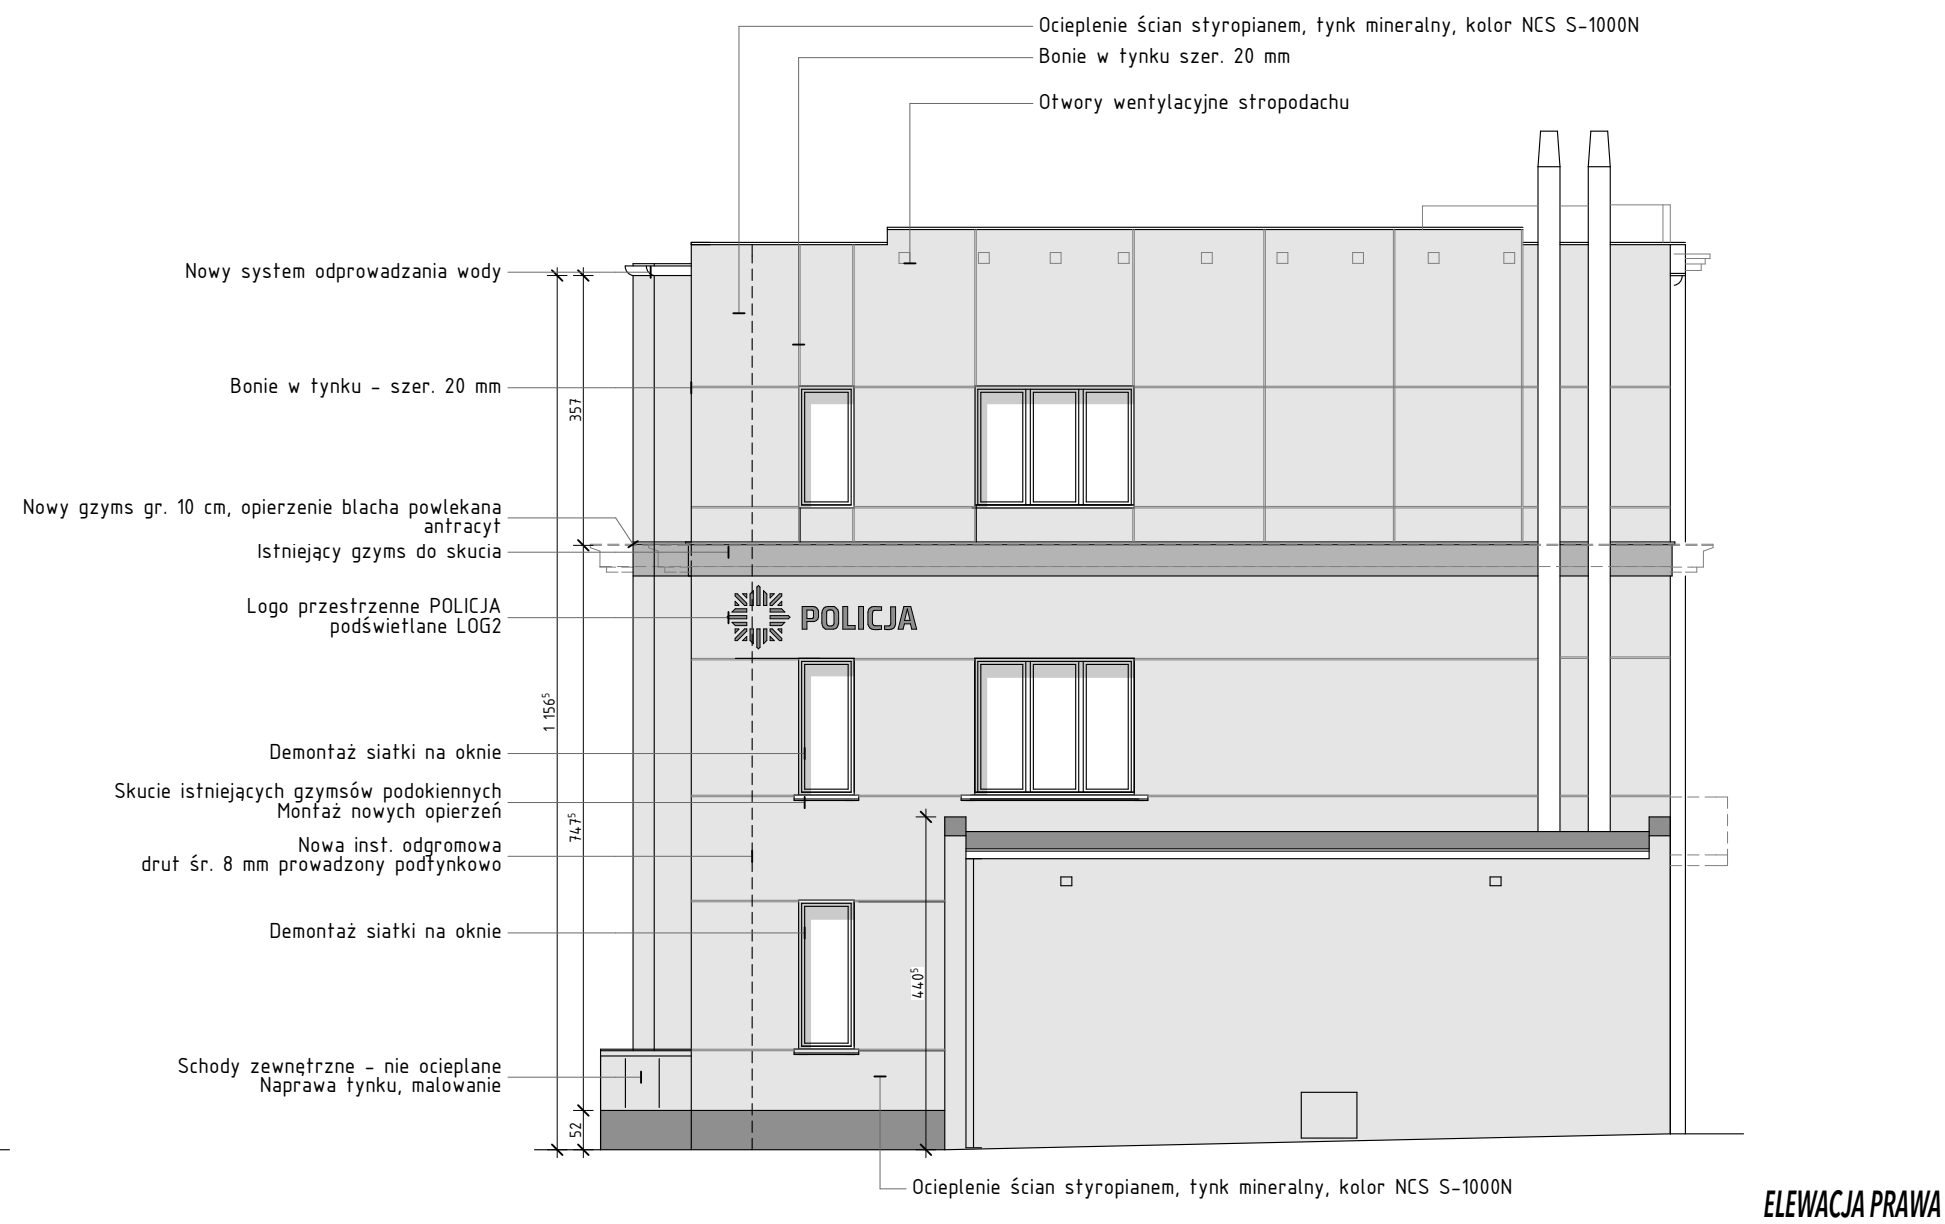 Ocieplenie ścian styropianem, tynk mineralny, kolor NCS S-1000N
Bonie w tynku szer. 20 mm
Otwory wentylacyjne stropodachu
Nowy system odprowadzania wody
Bonie w tynku - szer. 20 mm
357
Nowy gzyms gr. 10 cm, opierzenie blacha powlekana
antracyt
Istniejący gzyms do skucia
Logo przestrzenne POLICJA
podświetlane LOG2
POLICJA
1 156⁵
Demontaż siatki na oknie
Skucie istniejących gzymsów podokiennych
Montaż nowych opierzeń
747⁵
Nowa inst. odgromowa
drut śr. 8 mm prowadzony podtynkowo
Demontaż siatki na oknie
440⁵
Schody zewnętrzne - nie ocieplane
Naprawa tynku, malowanie
52
Ocieplenie ścian styropianem, tynk mineralny, kolor NCS S-1000N
ELEWACJA PRAWA